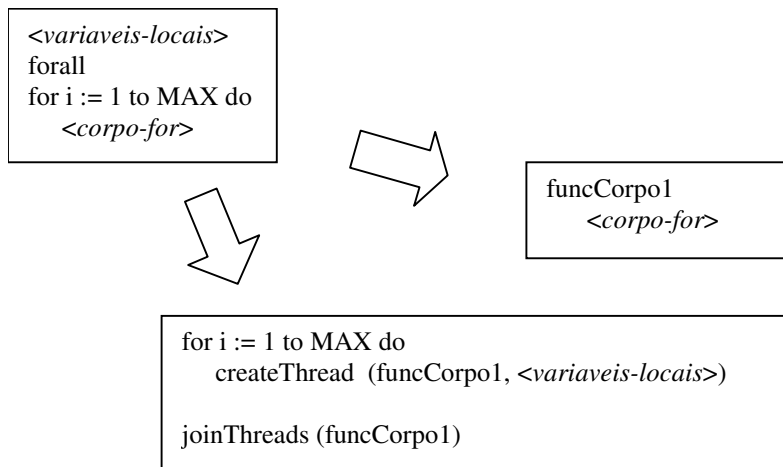 <variaveis-locais>
forall
for i := 1 to MAX do
<corpo-for>
funcCorpo1
<corpo-for>
for i := 1 to MAX do
createThread (funcCorpo1, <variaveis-locais>)
joinThreads (funcCorpo1)